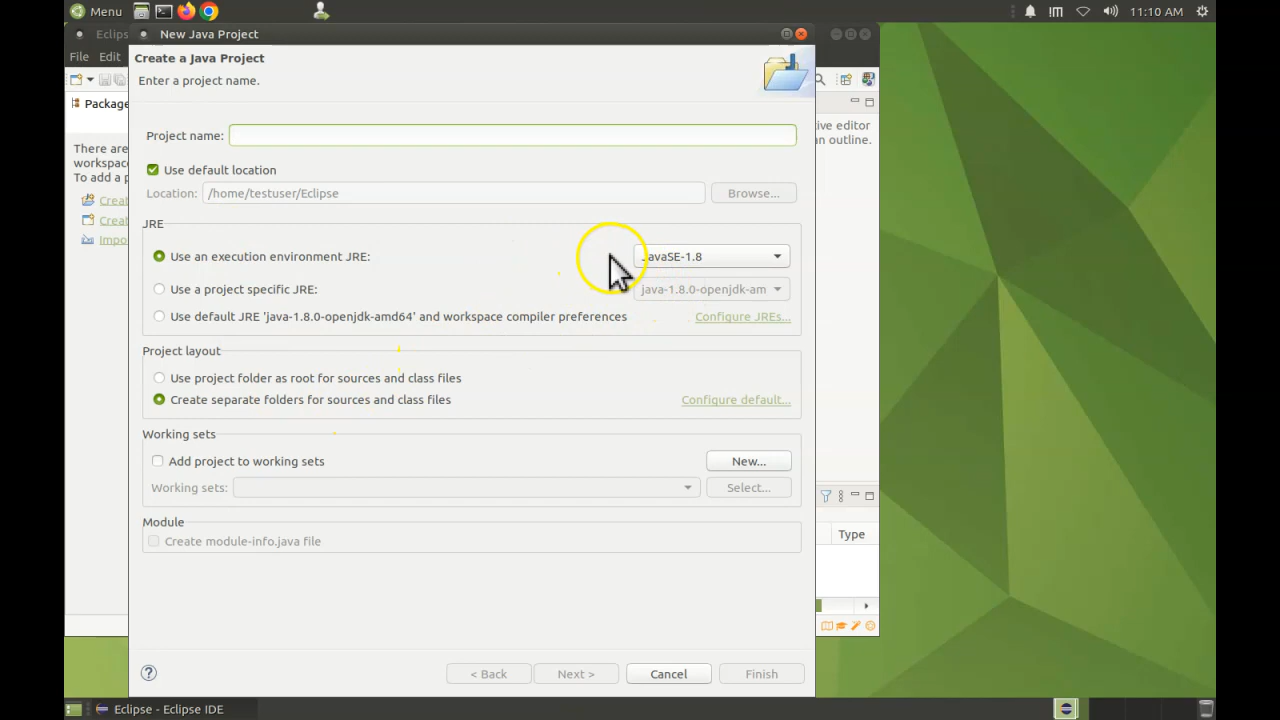 Menu
11:10 AM
Eclips
New Java Project
File Edit
Create a Java Project
Enter a project name.
Package
Project name:
Use default location
Location: /home/testuser/Eclipse
Browse...
There are
workspac
To add a p
Creat
Creat
Impo
JRE
Use an execution environment JRE:
JavaSE-1.8
Use a project specific JRE:
java-1.8.0-openjdk-am
Use default JRE 'java-1.8.0-openjdk-amd64' and workspace compiler preferences
Configure JREs...
Project layout
Use project folder as root for sources and class files
Create separate folders for sources and class files
Configure default...
Working sets
Add project to working sets
New...
Working sets:
Select...
Module
Create module-info.java file
tive editor
an outline.
Type
< Back
Next >
Cancel
Finish
Eclipse - Eclipse IDE